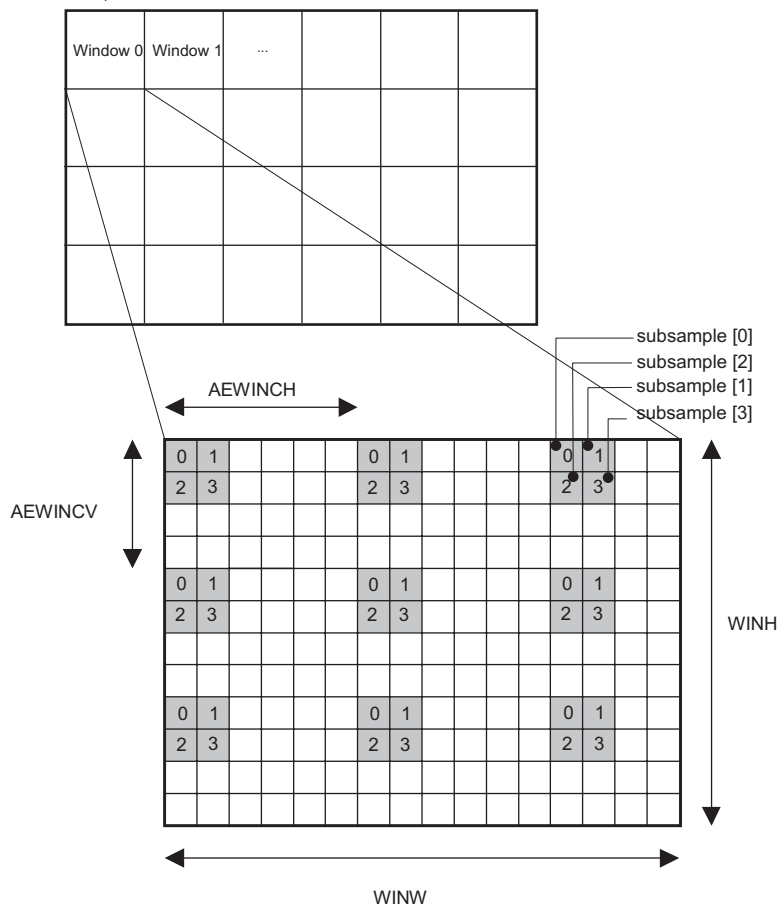 Window 0 Window 1 ...
subsample [0]
subsample [2]
subsample [1]
subsample [3]
AEWINCH
0 1 0 1 0 1
2 3 2 3 2 3
AEWINCV
0 1 0 1 0 1
2 3 2 3 2 3
WINH
0 1 0 1 0 1
2 3 2 3 2 3
WINW